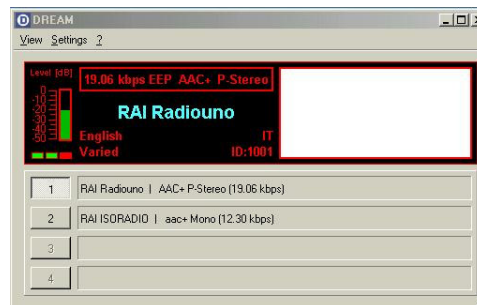 DREAM
View Settings ?
Level [dB]
0
-10
-20
-30
-40
-50
19.06 kbps EEP AAC+ P-Stereo
RAI Radiouno
English IT
Varied ID:1001
1 RAI Radiouno | AAC+ P-Stereo (19.06 kbps)
2 RAI ISORADIO | aac+ Mono (12.30 kbps)
3
4